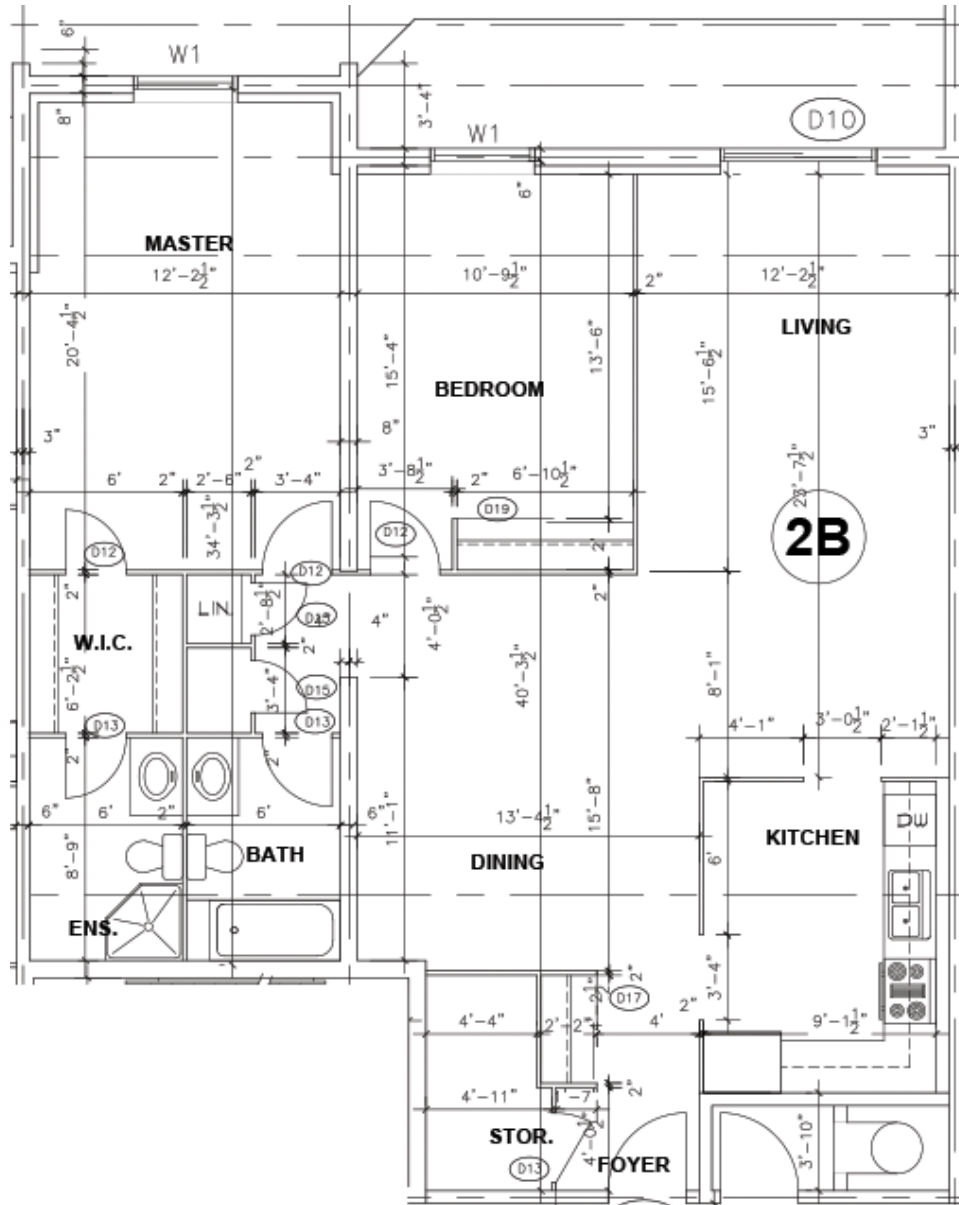 6"
W1
8"
3'-4"
W1
D10
6"
MASTER
12'-2½"
10'-9½"
2"
12'-2½"
LIVING
20'-4½"
15'-4"
13'-6"
15'-6½"
BEDROOM
3"
8"
3"
6'
2"
2'-6"
2"
3'-4"
3'-8½"
2"
6'-10½"
23'-7½"
34'-3½"
D19
D12
D12
2'
2B
D12
2"
LIN.
2'-8½"
D15
4"
4"
4'-0½"
2"
W.I.C.
6'-2½"
2"
3'-4"
D15
D13
D13
40'-3½"
8'-1"
4'-1"
3'-0½"
2'-1½"
2"
2"
6"
6'
2"
6'
6"
11'-1"
13'-4½"
15'-8"
6'
KITCHEN
DW
8'-9"
BATH
DINING
ENS.
2"
D17
2"
3'-4"
4'-4"
2'-2"
4'
9'-1½"
2"
4'-11"
1'-7"
STOR.
4'-0½"
D13
FOYER
3'-10"